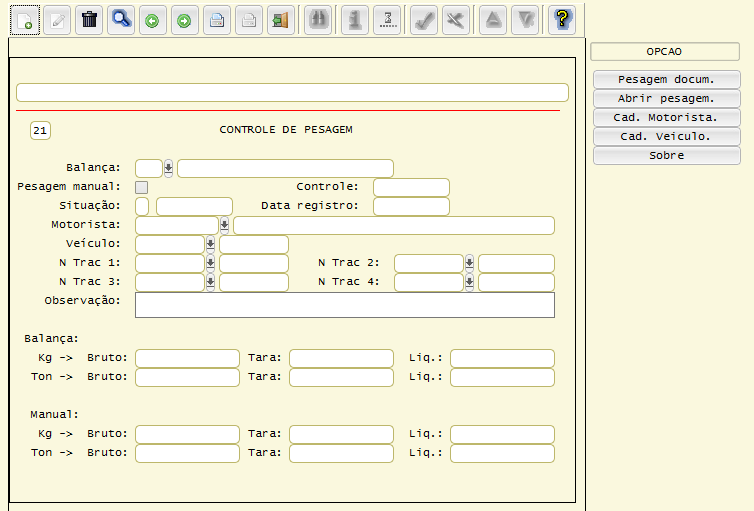 OPCAO
Pesagem docum.
Abrir pesagem.
Cad. Motorista.
Cad. Veiculo.
Sobre
21 CONTROLE DE PESAGEM
Balança:
Pesagem manual: Controle:
Situação: Data registro:
Motorista:
Veículo:
N Trac 1: N Trac 2:
N Trac 3: N Trac 4:
Observação:
Balança:
Kg -> Bruto: Tara: Liq.:
Ton -> Bruto: Tara: Liq.:
Manual:
Kg -> Bruto: Tara: Liq.:
Ton -> Bruto: Tara: Liq.: